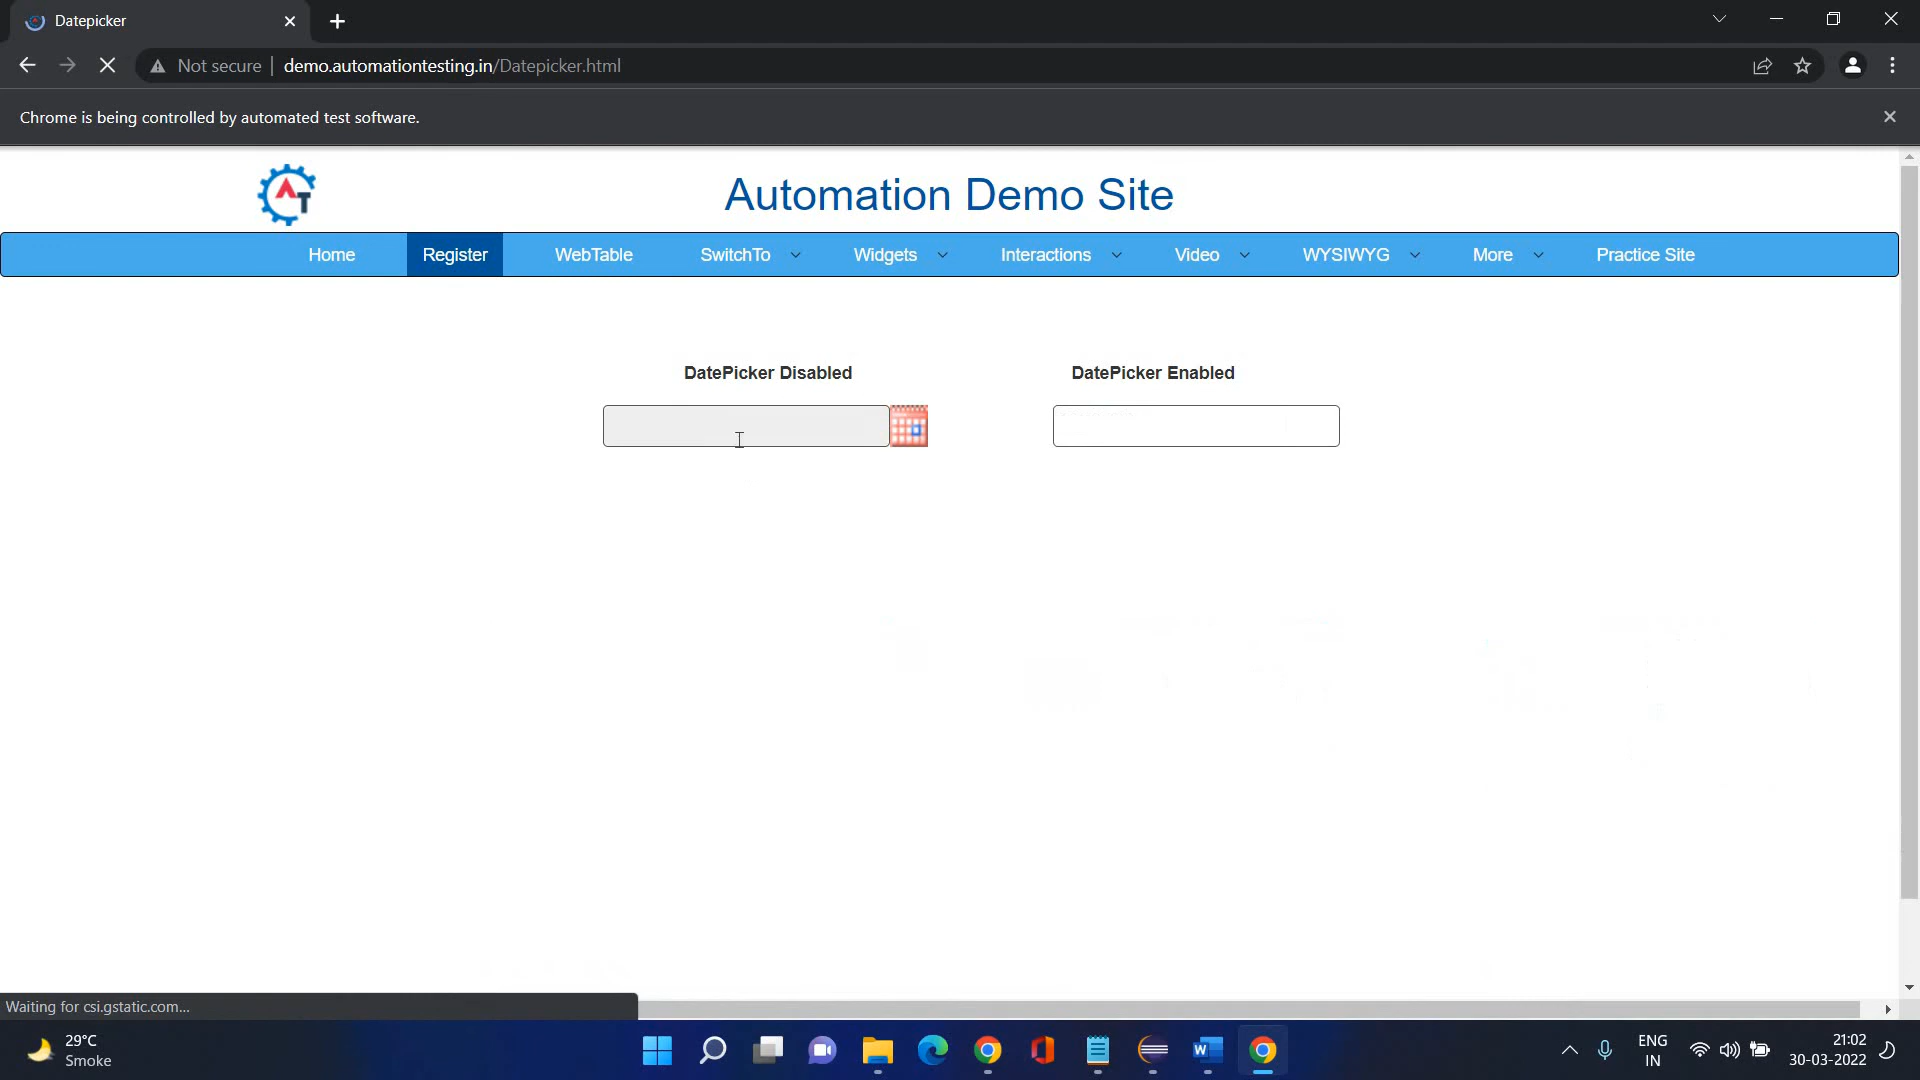 Datepicker
Not secure | demo.automationtesting.in/Datepicker.html
Chrome is being controlled by automated test software.
AT
Automation Demo Site
Home Register WebTable SwitchTo Widgets Interactions Video WYSIWYG More Practice Site
DatePicker Disabled DatePicker Enabled
Waiting for csi.gstatic.com...
29°C
Smoke
ENG
IN
21:02
30-03-2022